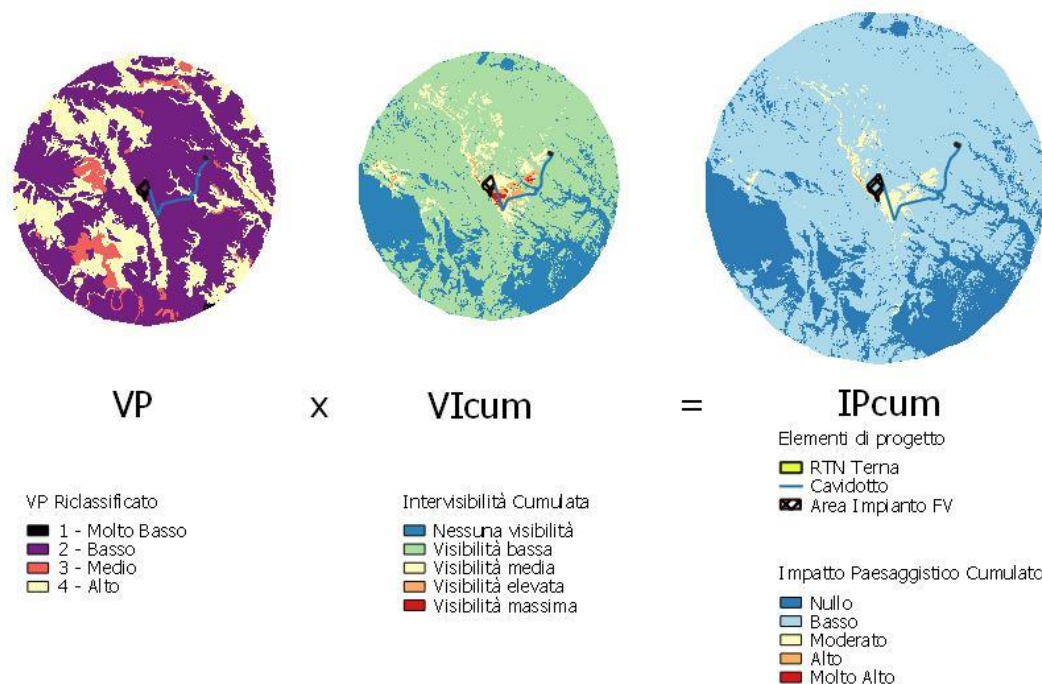 VP x VIcum = IPcum
VP Riclassificato
1 - Molto Basso
2 - Basso
3 - Medio
4 - Alto
Intervisibilità Cumulata
Nessuna visibilità
Visibilità bassa
Visibilità media
Visibilità elevata
Visibilità massima
Elementi di progetto
RTN Terna
Cavidotto
Area Impianto FV
Impatto Paesaggistico Cumulato
Nullo
Basso
Moderato
Alto
Molto Alto